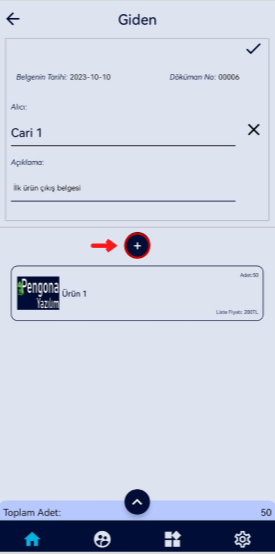 Giden
Belgenin Tarihi: 2023-10-10 Döküman No: 00006
Alıcı:
Cari 1
Açıklama:
İlk ürün çıkış belgesi
Pengona
Yazılım
Ürün 1
Adet:50
Liste Fiyatı: 200TL
Toplam Adet: 50